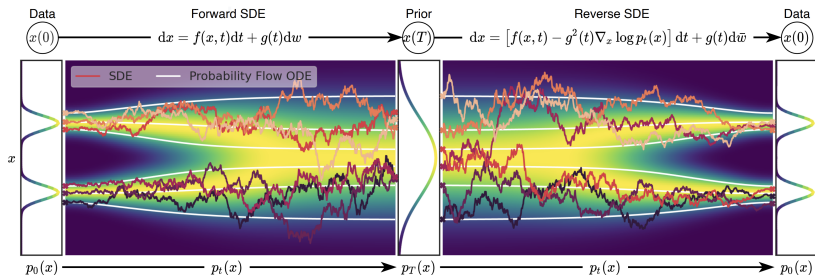 Data Forward SDE Prior Reverse SDE Data
x(0) dx = f(x, t)dt + g(t)dw x(T) dx = [f(x, t) − g²(t)∇ₓ log pₜ(x)] dt + g(t)dw̄ x(0)
SDE Probability Flow ODE
x
p₀(x) pₜ(x) p_T(x) pₜ(x) p₀(x)